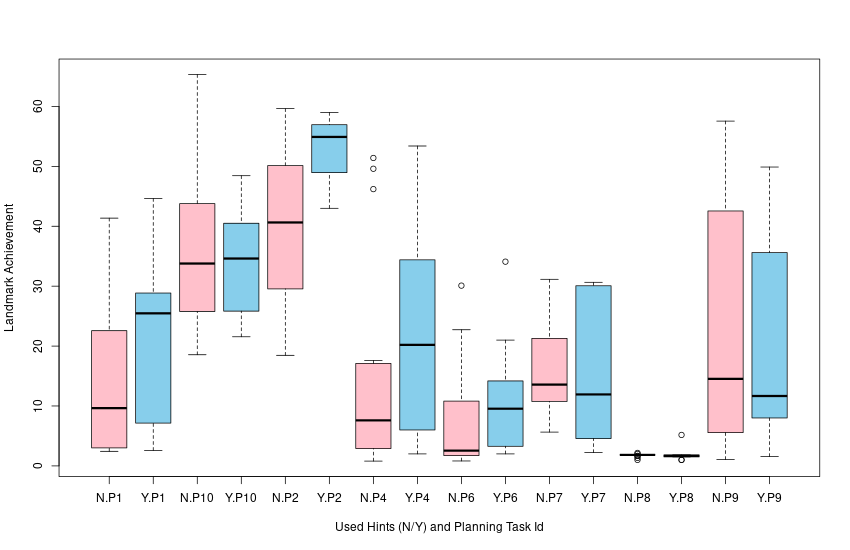 60
50
40
30
20
10
0
Landmark Achievement
N.P1 Y.P1 N.P10 Y.P10 N.P2 Y.P2 N.P4 Y.P4 N.P6 Y.P6 N.P7 Y.P7 N.P8 Y.P8 N.P9 Y.P9
Used Hints (N/Y) and Planning Task Id